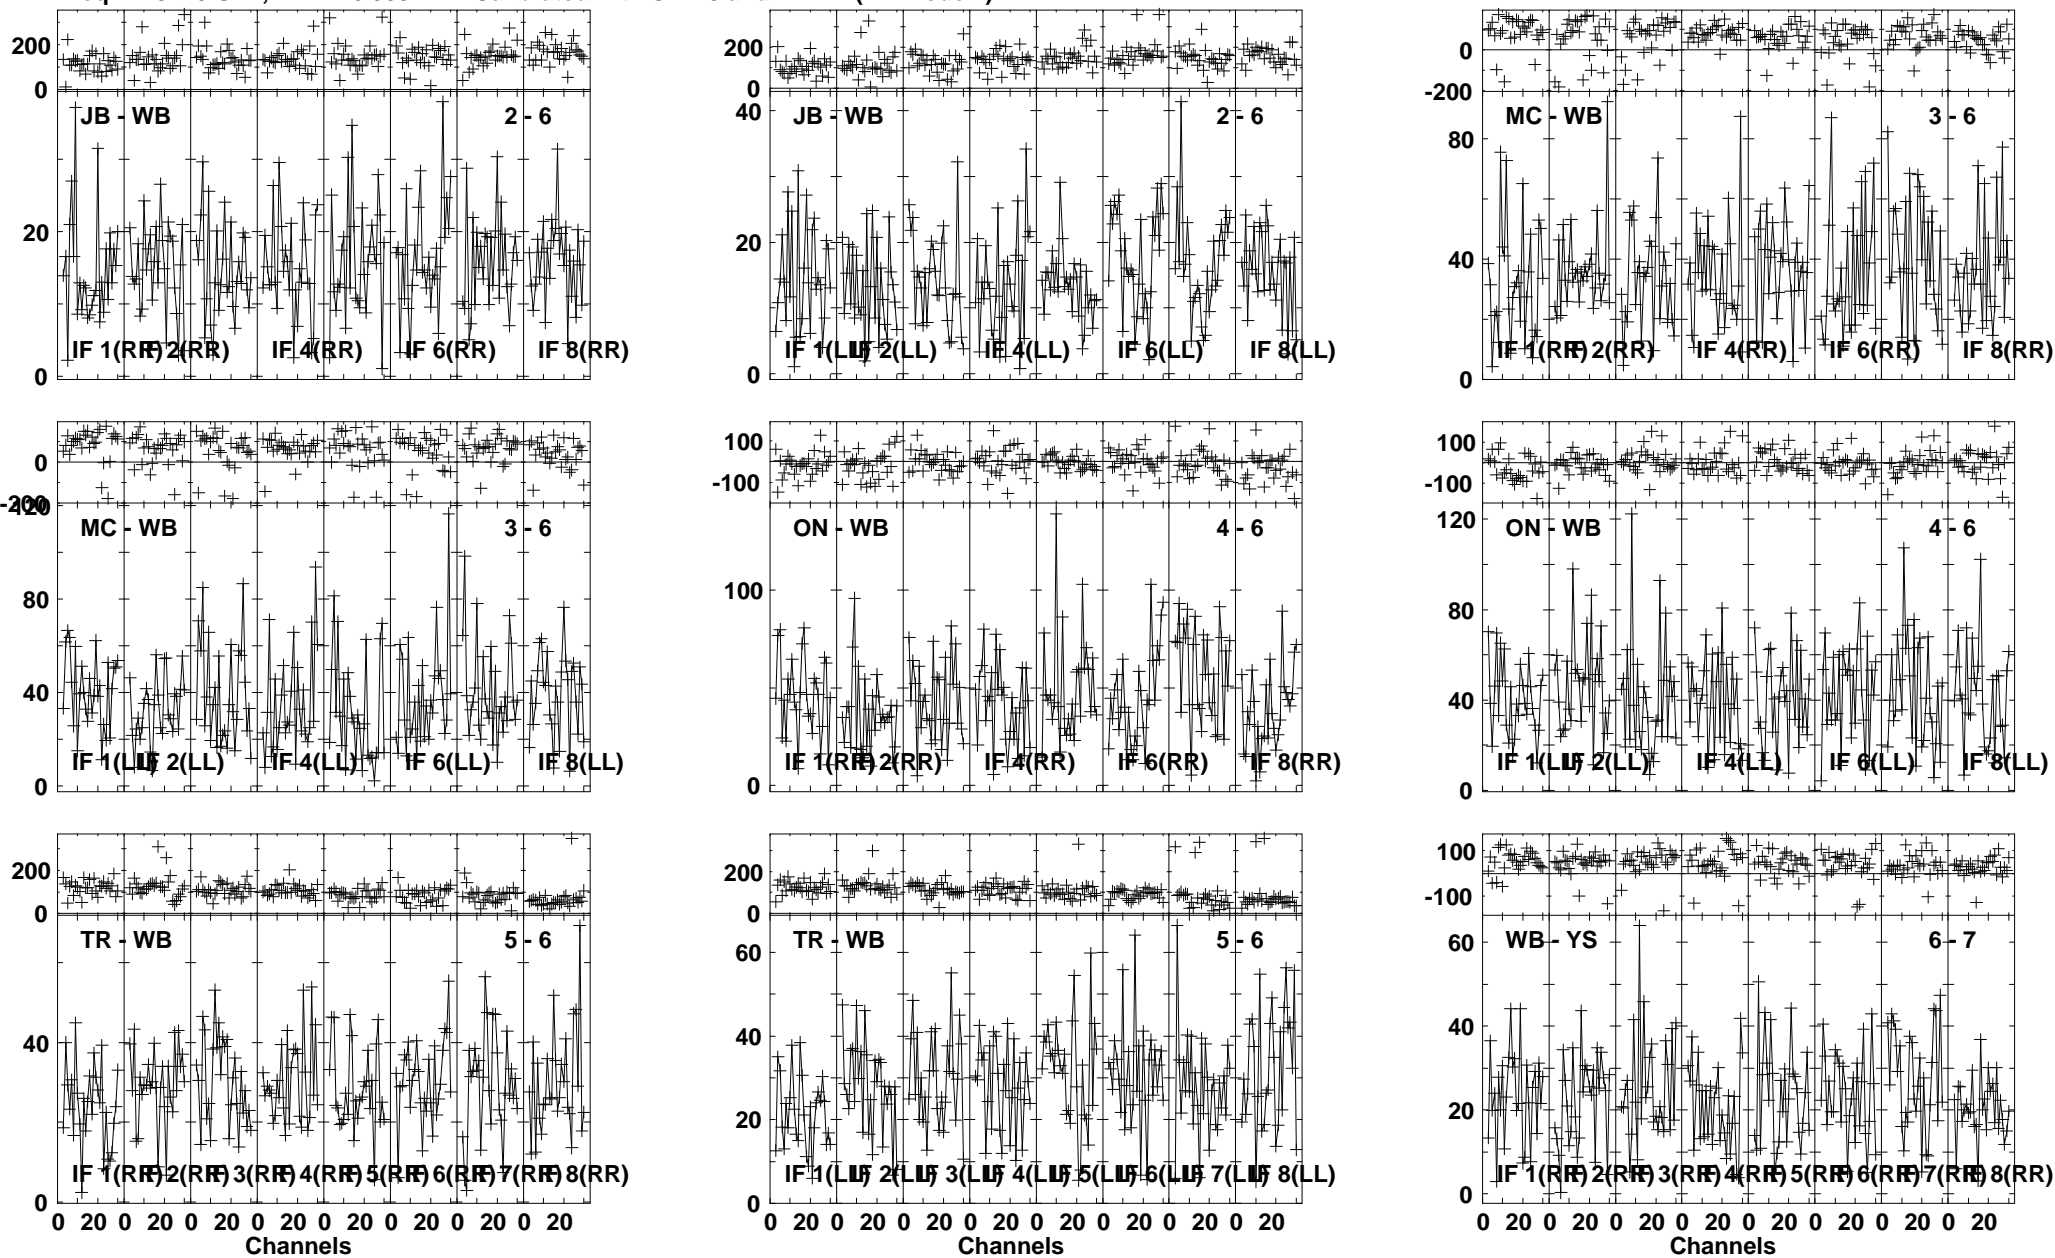 200
0
JB - WB 2 - 6
20
0
IF 1(RR) IF 2(RR) IF 4(RR) IF 6(RR) IF 8(RR)
200
0
40
JB - WB 2 - 6
20
0
IF 1(LL) IF 2(LL) IF 4(LL) IF 6(LL) IF 8(LL)
0
-200
MC - WB 3 - 6
80
40
0
IF 1(RR) IF 2(RR) IF 4(RR) IF 6(RR) IF 8(RR)
0
-200
120
MC - WB 3 - 6
80
40
0
IF 1(LL) IF 2(LL) IF 4(LL) IF 6(LL) IF 8(LL)
100
-100
ON - WB 4 - 6
100
0
IF 1(RR) IF 2(RR) IF 4(RR) IF 6(RR) IF 8(RR)
100
-100
120
ON - WB 4 - 6
80
40
0
IF 1(LL) IF 2(LL) IF 4(LL) IF 6(LL) IF 8(LL)
200
0
TR - WB 5 - 6
40
0
IF 1(RR) IF 2(RR) IF 3(RR) IF 4(RR) IF 5(RR) IF 6(RR) IF 7(RR) IF 8(RR)
0 20 0 20 0 20 0 20 0 20 0 20 0 20 0 20
Channels
200
0
60
TR - WB 5 - 6
40
20
0
IF 1(LL) IF 2(LL) IF 3(LL) IF 4(LL) IF 5(LL) IF 6(LL) IF 7(LL) IF 8(LL)
0 20 0 20 0 20 0 20 0 20 0 20 0 20 0 20
Channels
100
-100
60
WB - YS 6 - 7
40
20
0
IF 1(RR) IF 2(RR) IF 3(RR) IF 4(RR) IF 5(RR) IF 6(RR) IF 7(RR) IF 8(RR)
0 20 0 20 0 20 0 20 0 20 0 20 0 20 0 20
Channels